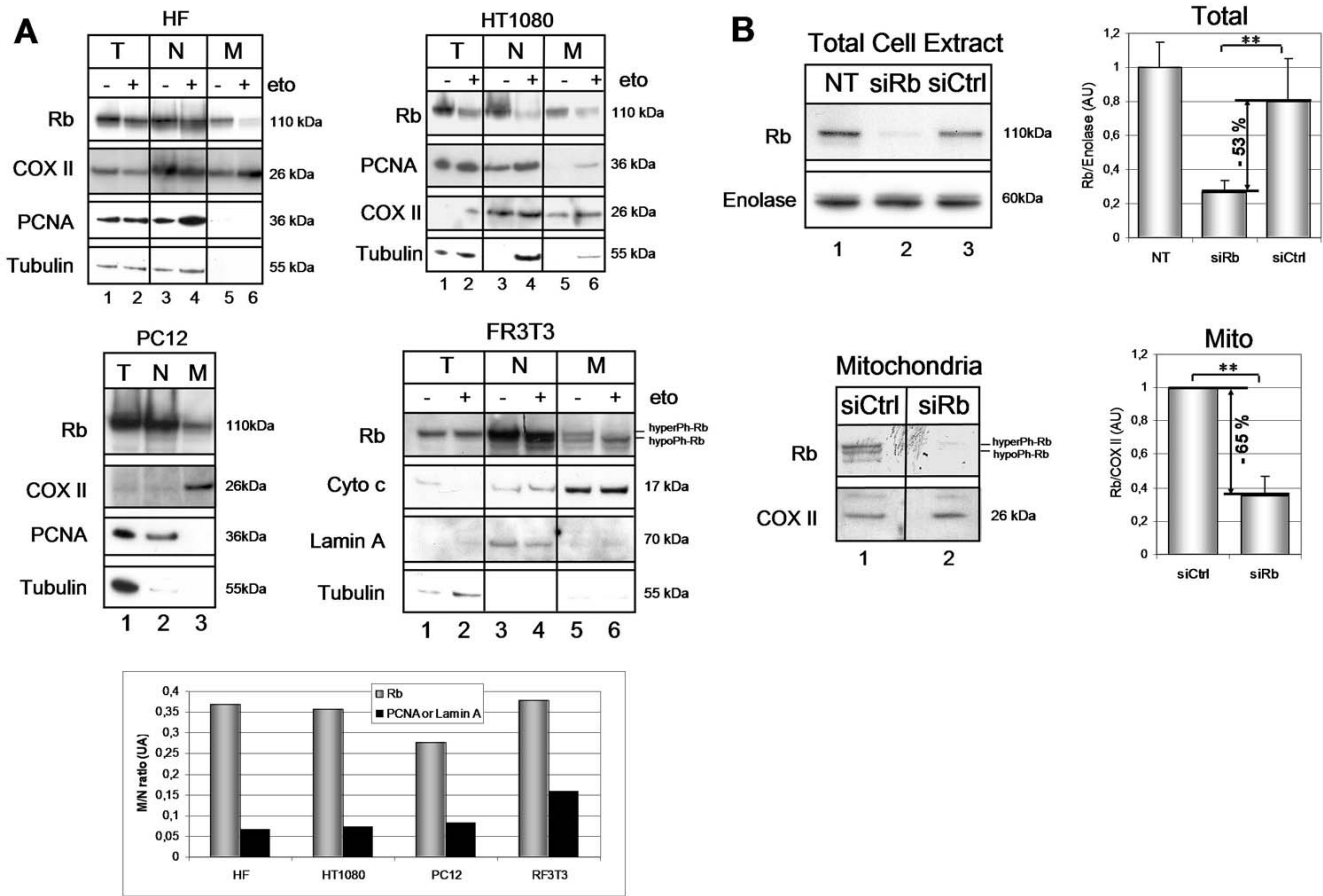 A
HF
T N M
- + - + - + eto
Rb 110 kDa
COX II 26 kDa
PCNA 36 kDa
Tubulin 55 kDa
1 2 3 4 5 6
HT1080
T N M
- + - + - + eto
Rb 110 kDa
PCNA 36 kDa
COX II 26 kDa
Tubulin 55 kDa
1 2 3 4 5 6
PC12
T N M
Rb 110kDa
COX II 26kDa
PCNA 36kDa
Tubulin 55kDa
1 2 3
FR3T3
T N M
- + - + - + eto
Rb hyperPh-Rb
hypoPh-Rb
Cyto c 17 kDa
Lamin A 70 kDa
Tubulin 55 kDa
1 2 3 4 5 6
Rb
PCNA or Lamin A
M/N ratio (UA)
0,4
0,35
0,3
0,25
0,2
0,15
0,1
0,05
0
HF HT1080 PC12 RF3T3
B
Total Cell Extract
NT siRb siCtrl
Rb 110kDa
Enolase 60kDa
1 2 3
Total
**
Rb/Enolase (AU)
1,2
1
0,8
0,6
0,4
0,2
0
- 53 %
NT siRb siCtrl
Mitochondria
siCtrl siRb
Rb hyperPh-Rb
hypoPh-Rb
COX II 26 kDa
1 2
Mito
**
Rb/COX II (AU)
1,2
1
0,8
0,6
0,4
0,2
0
- 65 %
siCtrl siRb